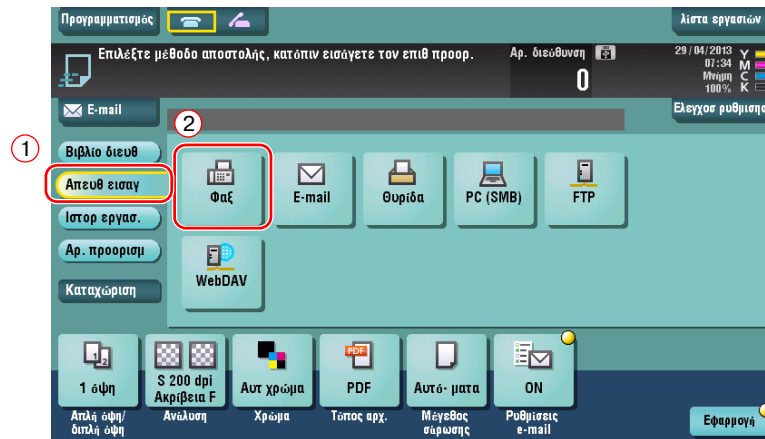 Προγραμματισμός
λίστα εργασιών
Επιλέξτε μέθοδο αποστολής, κατόπιν εισάγετε τον επιθ προορ.
Αρ. διεύθυνση
0
29/04/2013
07:34
Μνήμη
100%
Y
M
C
K
E-mail
Ελεγχοσ ρυθμιση
①
②
Βιβλίο διευθ
Απευθ εισαγ
Ιστορ εργασ.
Αρ. προορισμ
Καταχώριση
Φαξ
E-mail
Θυρίδα
PC (SMB)
FTP
WebDAV
1 όψη
S 200 dpi
Ακρίβεια F
Αυτ χρώμα
PDF
PDF
Αυτό- ματα
ON
Απλή όψη/
διπλή όψη
Ανάλυση
Χρώμα
Τύπος αρχ.
Μέγεθος
σάρωσης
Ρυθμίσεις
e-mail
Εφαρμογή